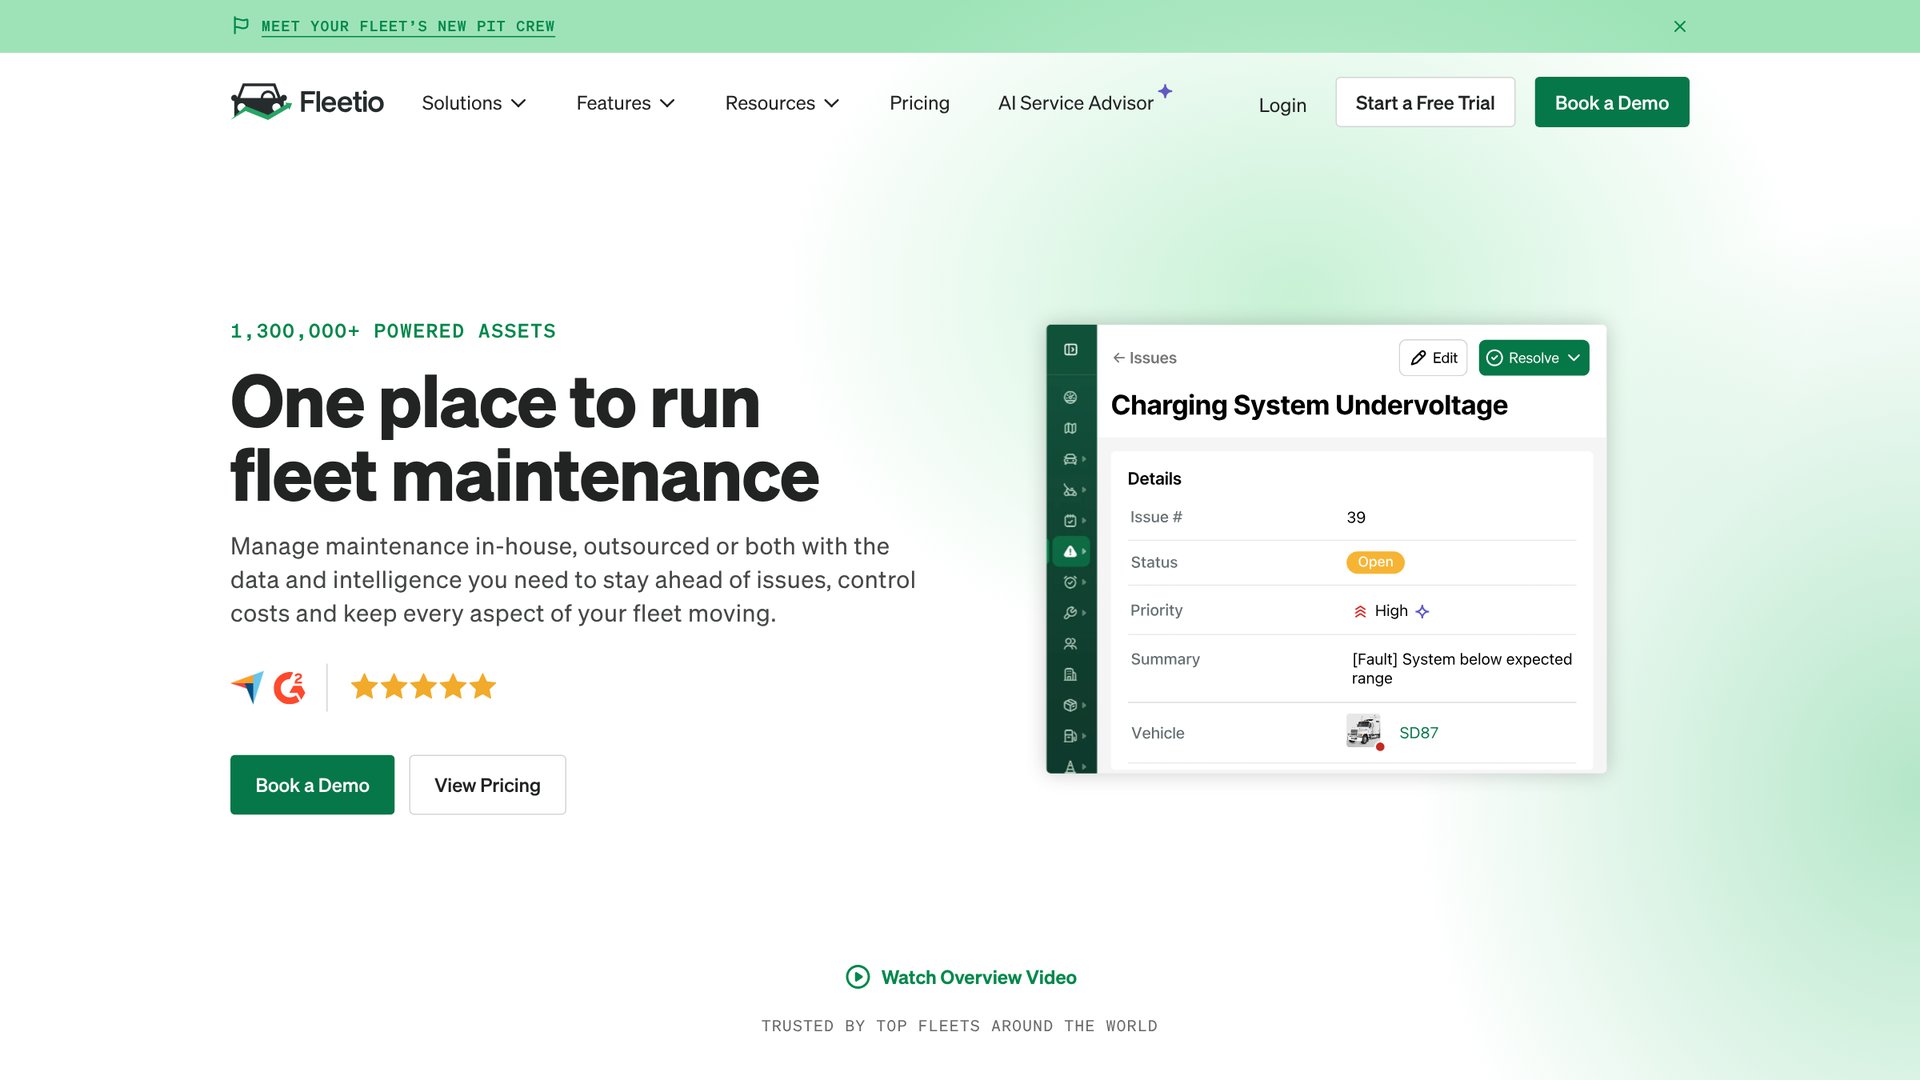 MEET YOUR FLEET’S NEW PIT CREW
Fleetio
Solutions
Features
Resources
Pricing
AI Service Advisor
Login
Start a Free Trial
Book a Demo
1,300,000+ POWERED ASSETS
One place to run
fleet maintenance
Manage maintenance in-house, outsourced or both with the
data and intelligence you need to stay ahead of issues, control
costs and keep every aspect of your fleet moving.
G2
Book a Demo
View Pricing
← Issues
Edit
Resolve
Charging System Undervoltage
Details
Issue # 39
Status Open
Priority High
Summary [Fault] System below expected
range
Vehicle SD87
Watch Overview Video
TRUSTED BY TOP FLEETS AROUND THE WORLD